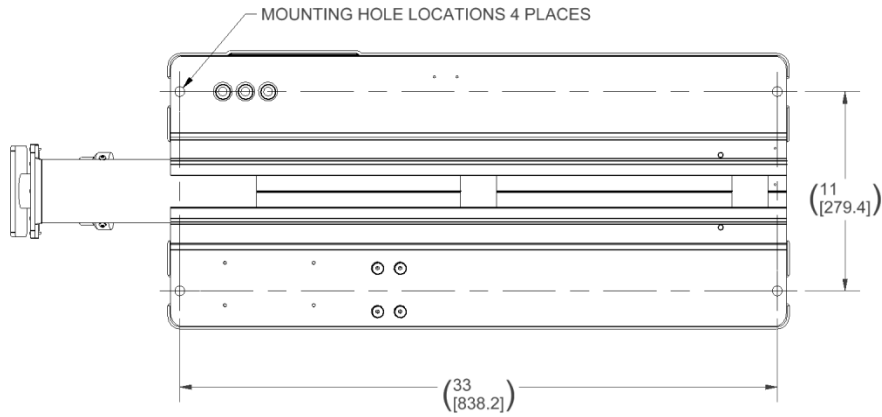 MOUNTING HOLE LOCATIONS 4 PLACES
(11
[279.4])
(33
[838.2])